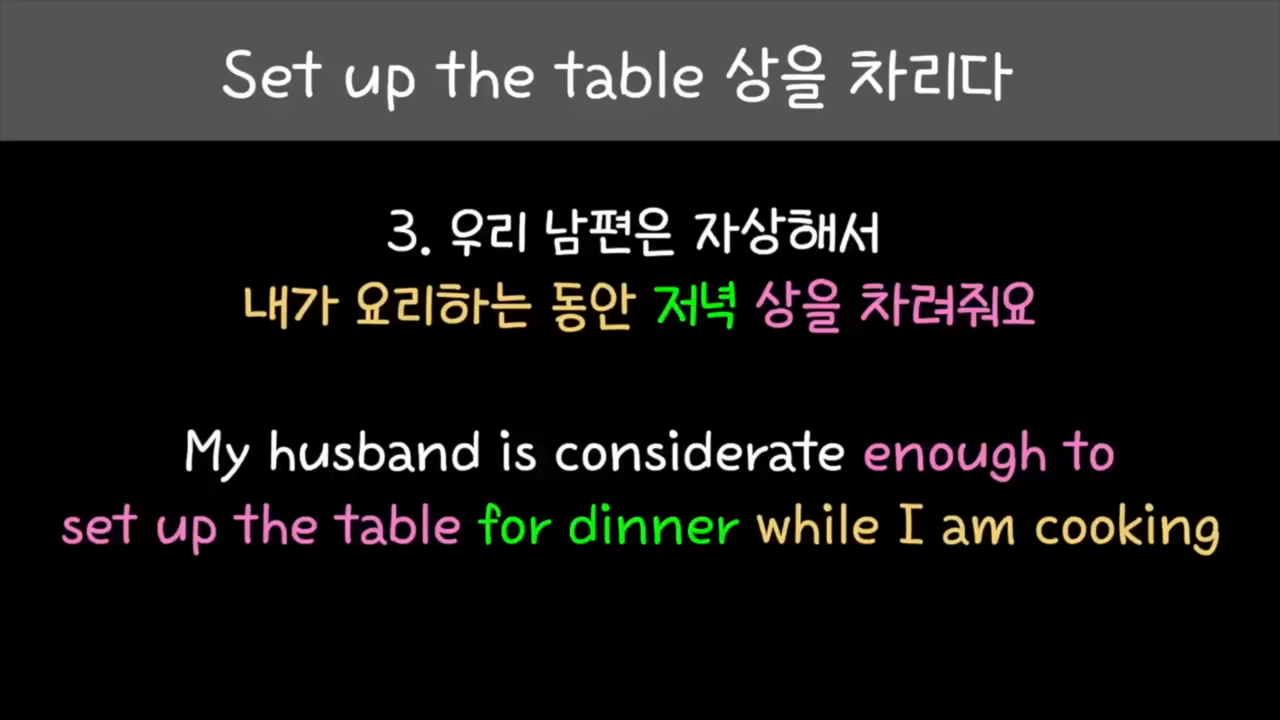 Set up the table 상을 차리다
3. 우리 남편은 자상해서
내가 요리하는 동안 저녁 상을 차려줘요
My husband is considerate enough to
set up the table for dinner while I am cooking